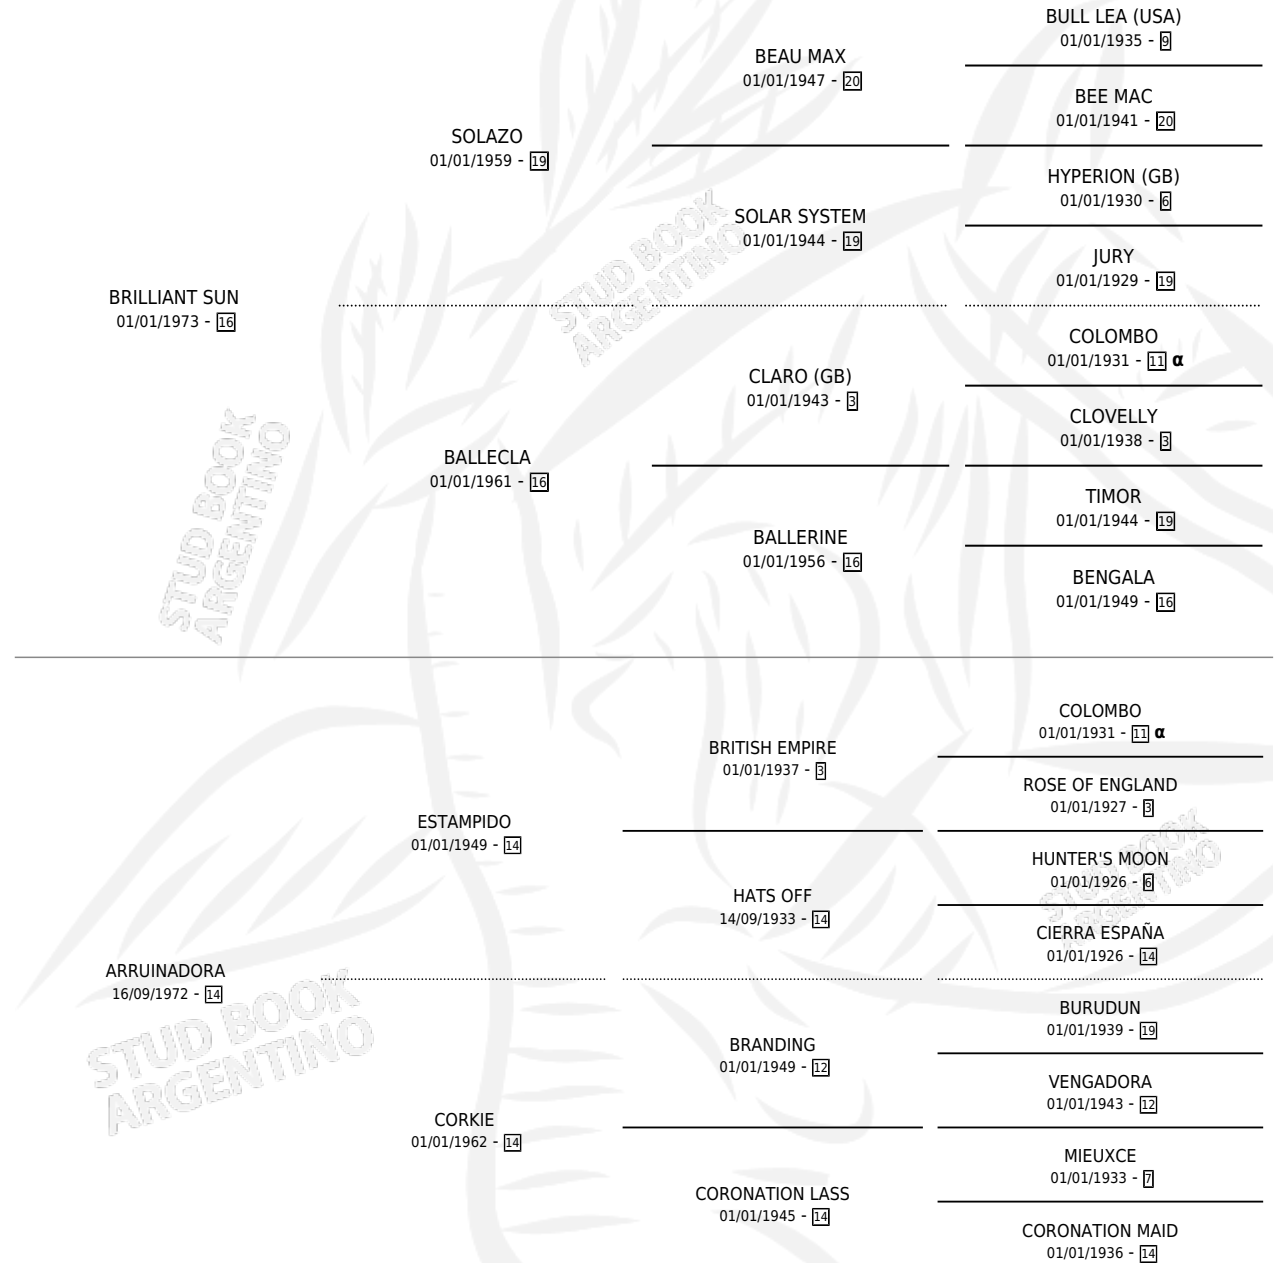 BULL LEA (USA)
01/01/1935 - 9
BEAU MAX
01/01/1947 - 20
BEE MAC
01/01/1941 - 20
SOLAZO
01/01/1959 - 19
HYPERION (GB)
01/01/1930 - 6
SOLAR SYSTEM
01/01/1944 - 19
JURY
01/01/1929 - 19
BRILLIANT SUN
01/01/1973 - 16
COLOMBO
01/01/1931 - 11 α
CLARO (GB)
01/01/1943 - 3
CLOVELLY
01/01/1938 - 3
BALLECLA
01/01/1961 - 16
TIMOR
01/01/1944 - 19
BALLERINE
01/01/1956 - 16
BENGALA
01/01/1949 - 16
COLOMBO
01/01/1931 - 11 α
BRITISH EMPIRE
01/01/1937 - 3
ROSE OF ENGLAND
01/01/1927 - 3
ESTAMPIDO
01/01/1949 - 14
HUNTER'S MOON
01/01/1926 - 6
HATS OFF
14/09/1933 - 14
CIERRA ESPAÑA
01/01/1926 - 14
ARRUINADORA
16/09/1972 - 14
BURUDUN
01/01/1939 - 19
BRANDING
01/01/1949 - 12
VENGADORA
01/01/1943 - 12
CORKIE
01/01/1962 - 14
MIEUXCE
01/01/1933 - 7
CORONATION LASS
01/01/1945 - 14
CORONATION MAID
01/01/1936 - 14
STUD BOOK
ARGENTINO
STUD BOOK
ARGENTINO
STUD BOOK
ARGENTINO
STUD BOOK
ARGENTINO